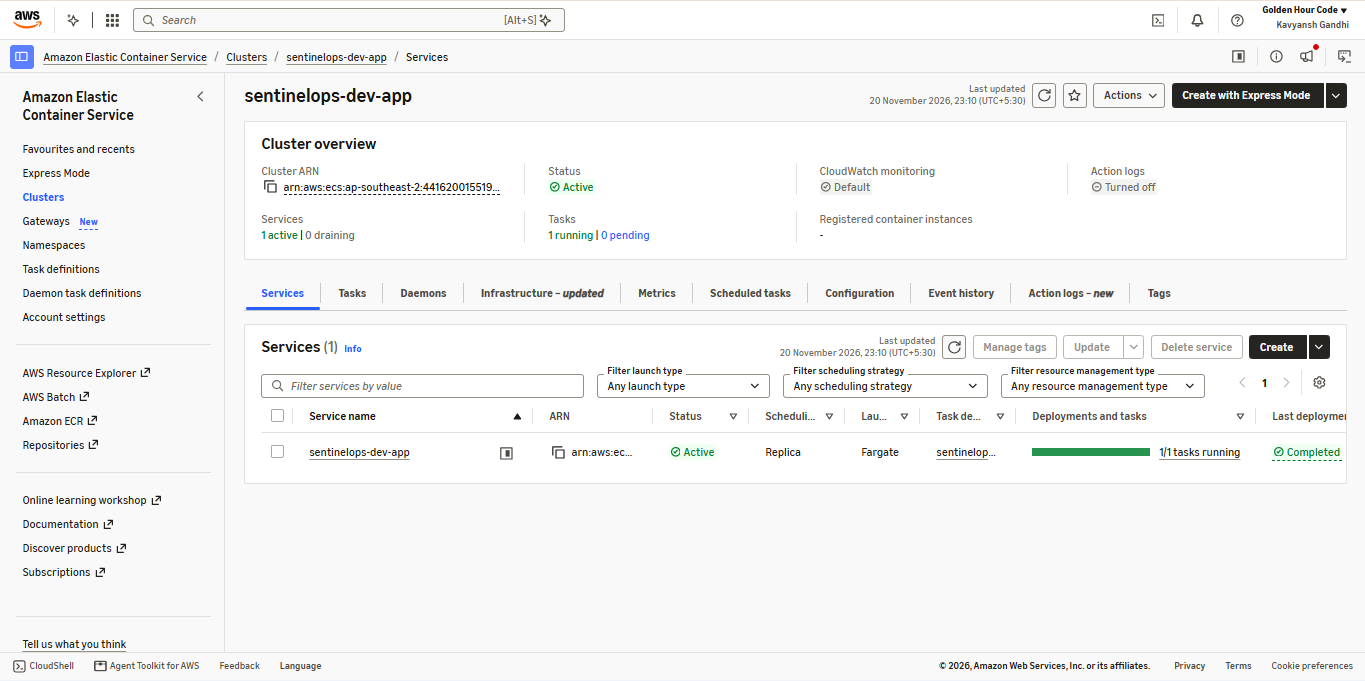 aws
Search [Alt+S]
Golden Hour Code
Kavyansh Gandhi
Amazon Elastic Container Service / Clusters / sentinelops-dev-app / Services
Amazon Elastic
Container Service
Favourites and recents
Express Mode
Clusters
Gateways New
Namespaces
Task definitions
Daemon task definitions
Account settings
AWS Resource Explorer
AWS Batch
Amazon ECR
Repositories
Online learning workshop
Documentation
Discover products
Subscriptions
Tell us what you think
sentinelops-dev-app
Last updated
20 November 2026, 23:10 (UTC+5:30)
Actions
Create with Express Mode
Cluster overview
Cluster ARN
arn:aws:ecs:ap-southeast-2:441620015519...
Status
Active
CloudWatch monitoring
Default
Action logs
Turned off
Services
1 active | 0 draining
Tasks
1 running | 0 pending
Registered container instances
-
Services Tasks Daemons Infrastructure – updated Metrics Scheduled tasks Configuration Event history Action logs – new Tags
Services (1) Info
Last updated
20 November 2026, 23:10 (UTC+5:30)
Manage tags Update Delete service Create
Filter services by value
Filter launch type
Any launch type
Filter scheduling strategy
Any scheduling strategy
Filter resource management type
Any resource management type
1
Service name ARN Status Scheduli... Lau... Task de... Deployments and tasks Last deployme
sentinelops-dev-app arn:aws:ec... Active Replica Fargate sentinelop... 1/1 tasks running Completed
CloudShell Agent Toolkit for AWS Feedback Language
© 2026, Amazon Web Services, Inc. or its affiliates. Privacy Terms Cookie preferences